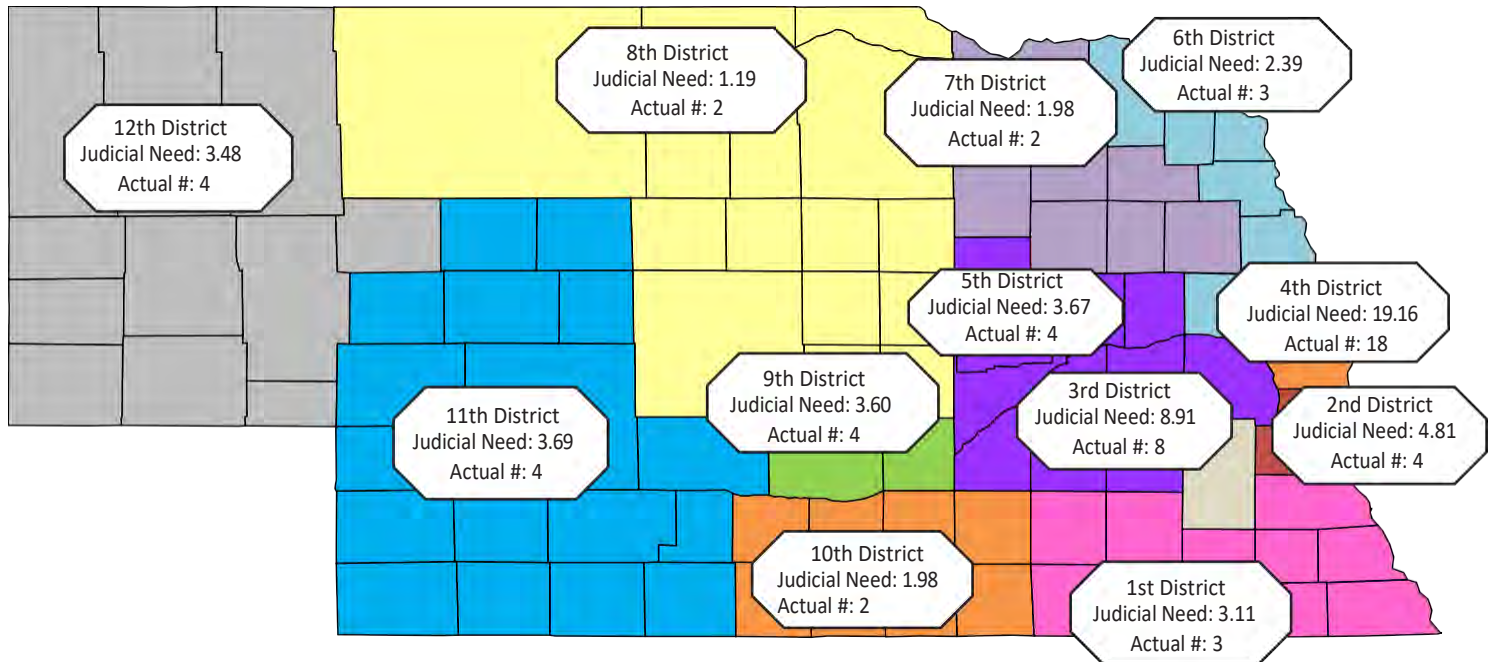 8th District
Judicial Need: 1.19
Actual #: 2
6th District
Judicial Need: 2.39
Actual #: 3
7th District
Judicial Need: 1.98
Actual #: 2
12th District
Judicial Need: 3.48
Actual #: 4
5th District
Judicial Need: 3.67
Actual #: 4
4th District
Judicial Need: 19.16
Actual #: 18
9th District
Judicial Need: 3.60
Actual #: 4
3rd District
Judicial Need: 8.91
Actual #: 8
2nd District
Judicial Need: 4.81
Actual #: 4
11th District
Judicial Need: 3.69
Actual #: 4
10th District
Judicial Need: 1.98
Actual #: 2
1st District
Judicial Need: 3.11
Actual #: 3